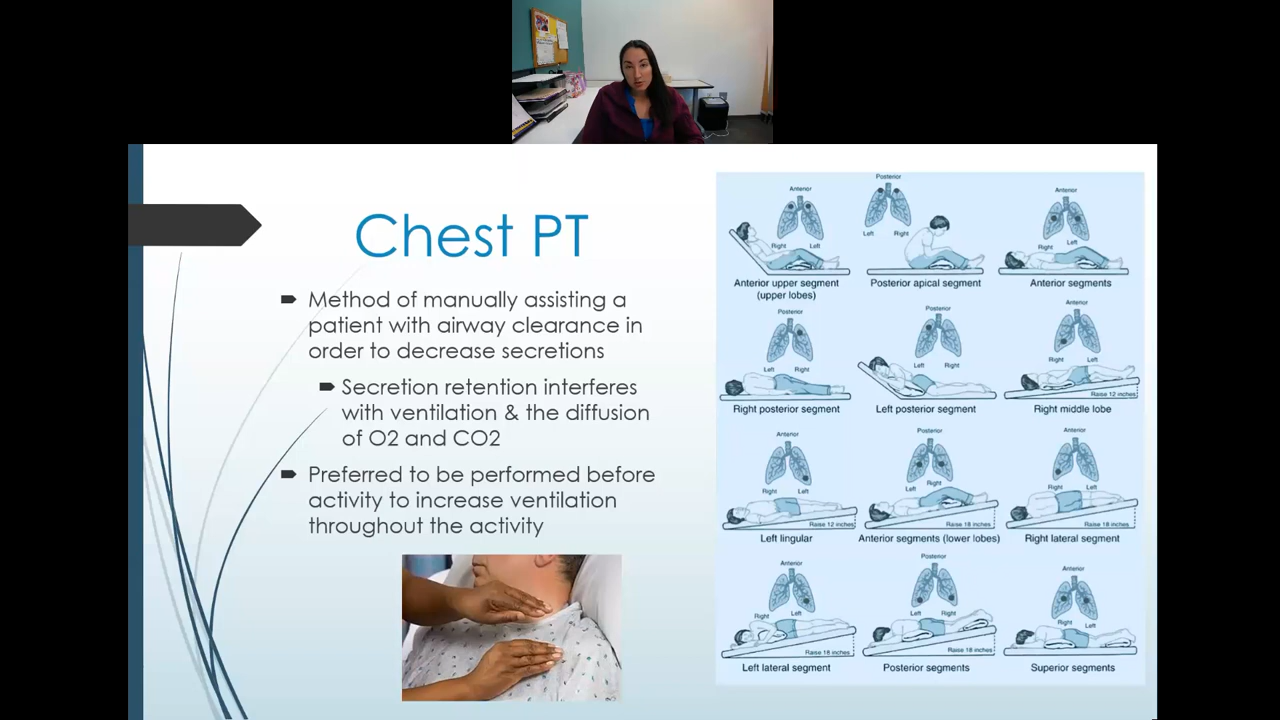 Chest PT
Method of manually assisting a
patient with airway clearance in
order to decrease secretions
Secretion retention interferes
with ventilation & the diffusion
of O2 and CO2
Preferred to be performed before
activity to increase ventilation
throughout the activity
Anterior
Right
Left
Anterior upper segment
(upper lobes)
Posterior
Left
Right
Posterior apical segment
Anterior
Right
Left
Anterior segments
Posterior
Left
Right
Right posterior segment
Posterior
Left
Right
Left posterior segment
Anterior
Right
Left
Raise 12 inches
Right middle lobe
Anterior
Right
Left
Raise 12 inches
Left lingular
Posterior
Left
Right
Raise 18 inches
Anterior segments (lower lobes)
Anterior
Right
Left
Raise 18 inches
Right lateral segment
Anterior
Right
Left
Raise 18 inches
Left lateral segment
Posterior
Left
Right
Raise 18 inches
Posterior segments
Anterior
Right
Left
Superior segments